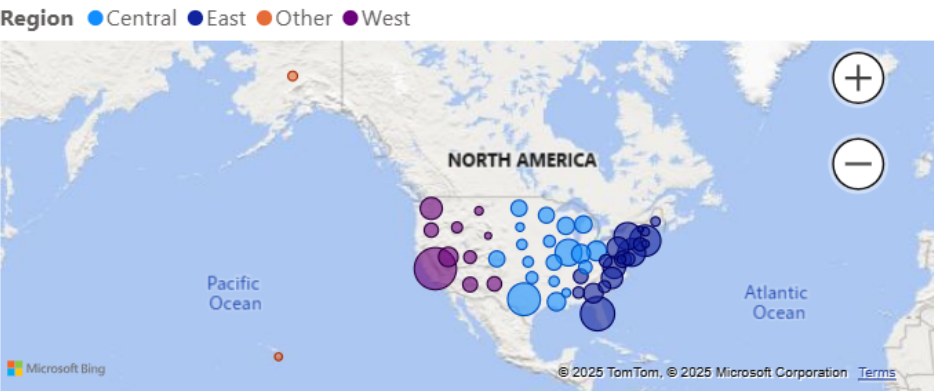 Region Central East Other West
NORTH AMERICA
Pacific
Ocean
Atlantic
Ocean
Microsoft Bing
© 2025 TomTom, © 2025 Microsoft Corporation Terms